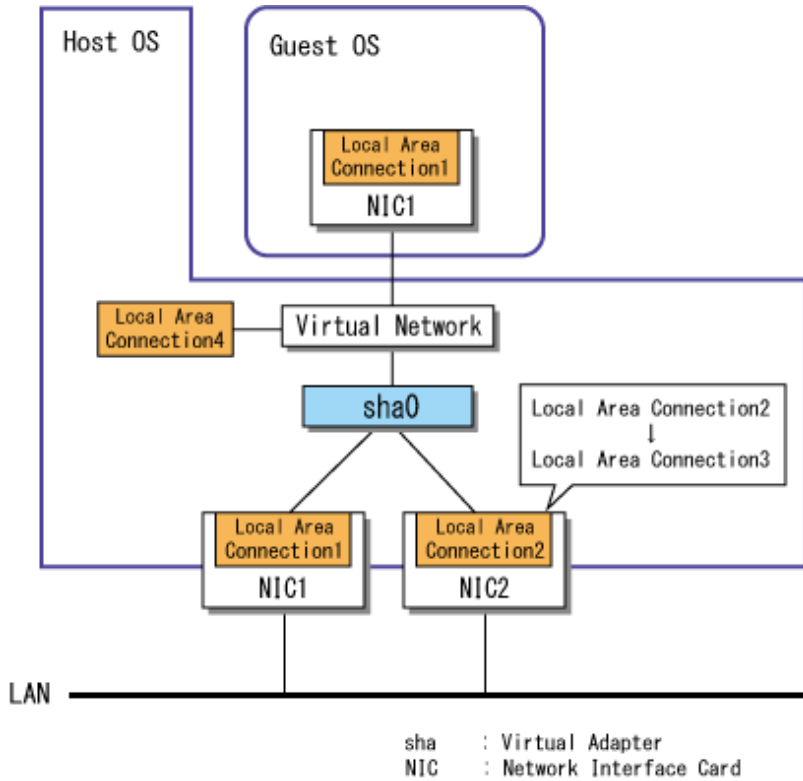 Host OS
Guest OS
Local Area
Connection1
NIC1
Local Area
Connection4
Virtual Network
sha0
Local Area Connection2
↓
Local Area Connection3
Local Area
Connection1
NIC1
Local Area
Connection2
NIC2
LAN
sha : Virtual Adapter
NIC : Network Interface Card